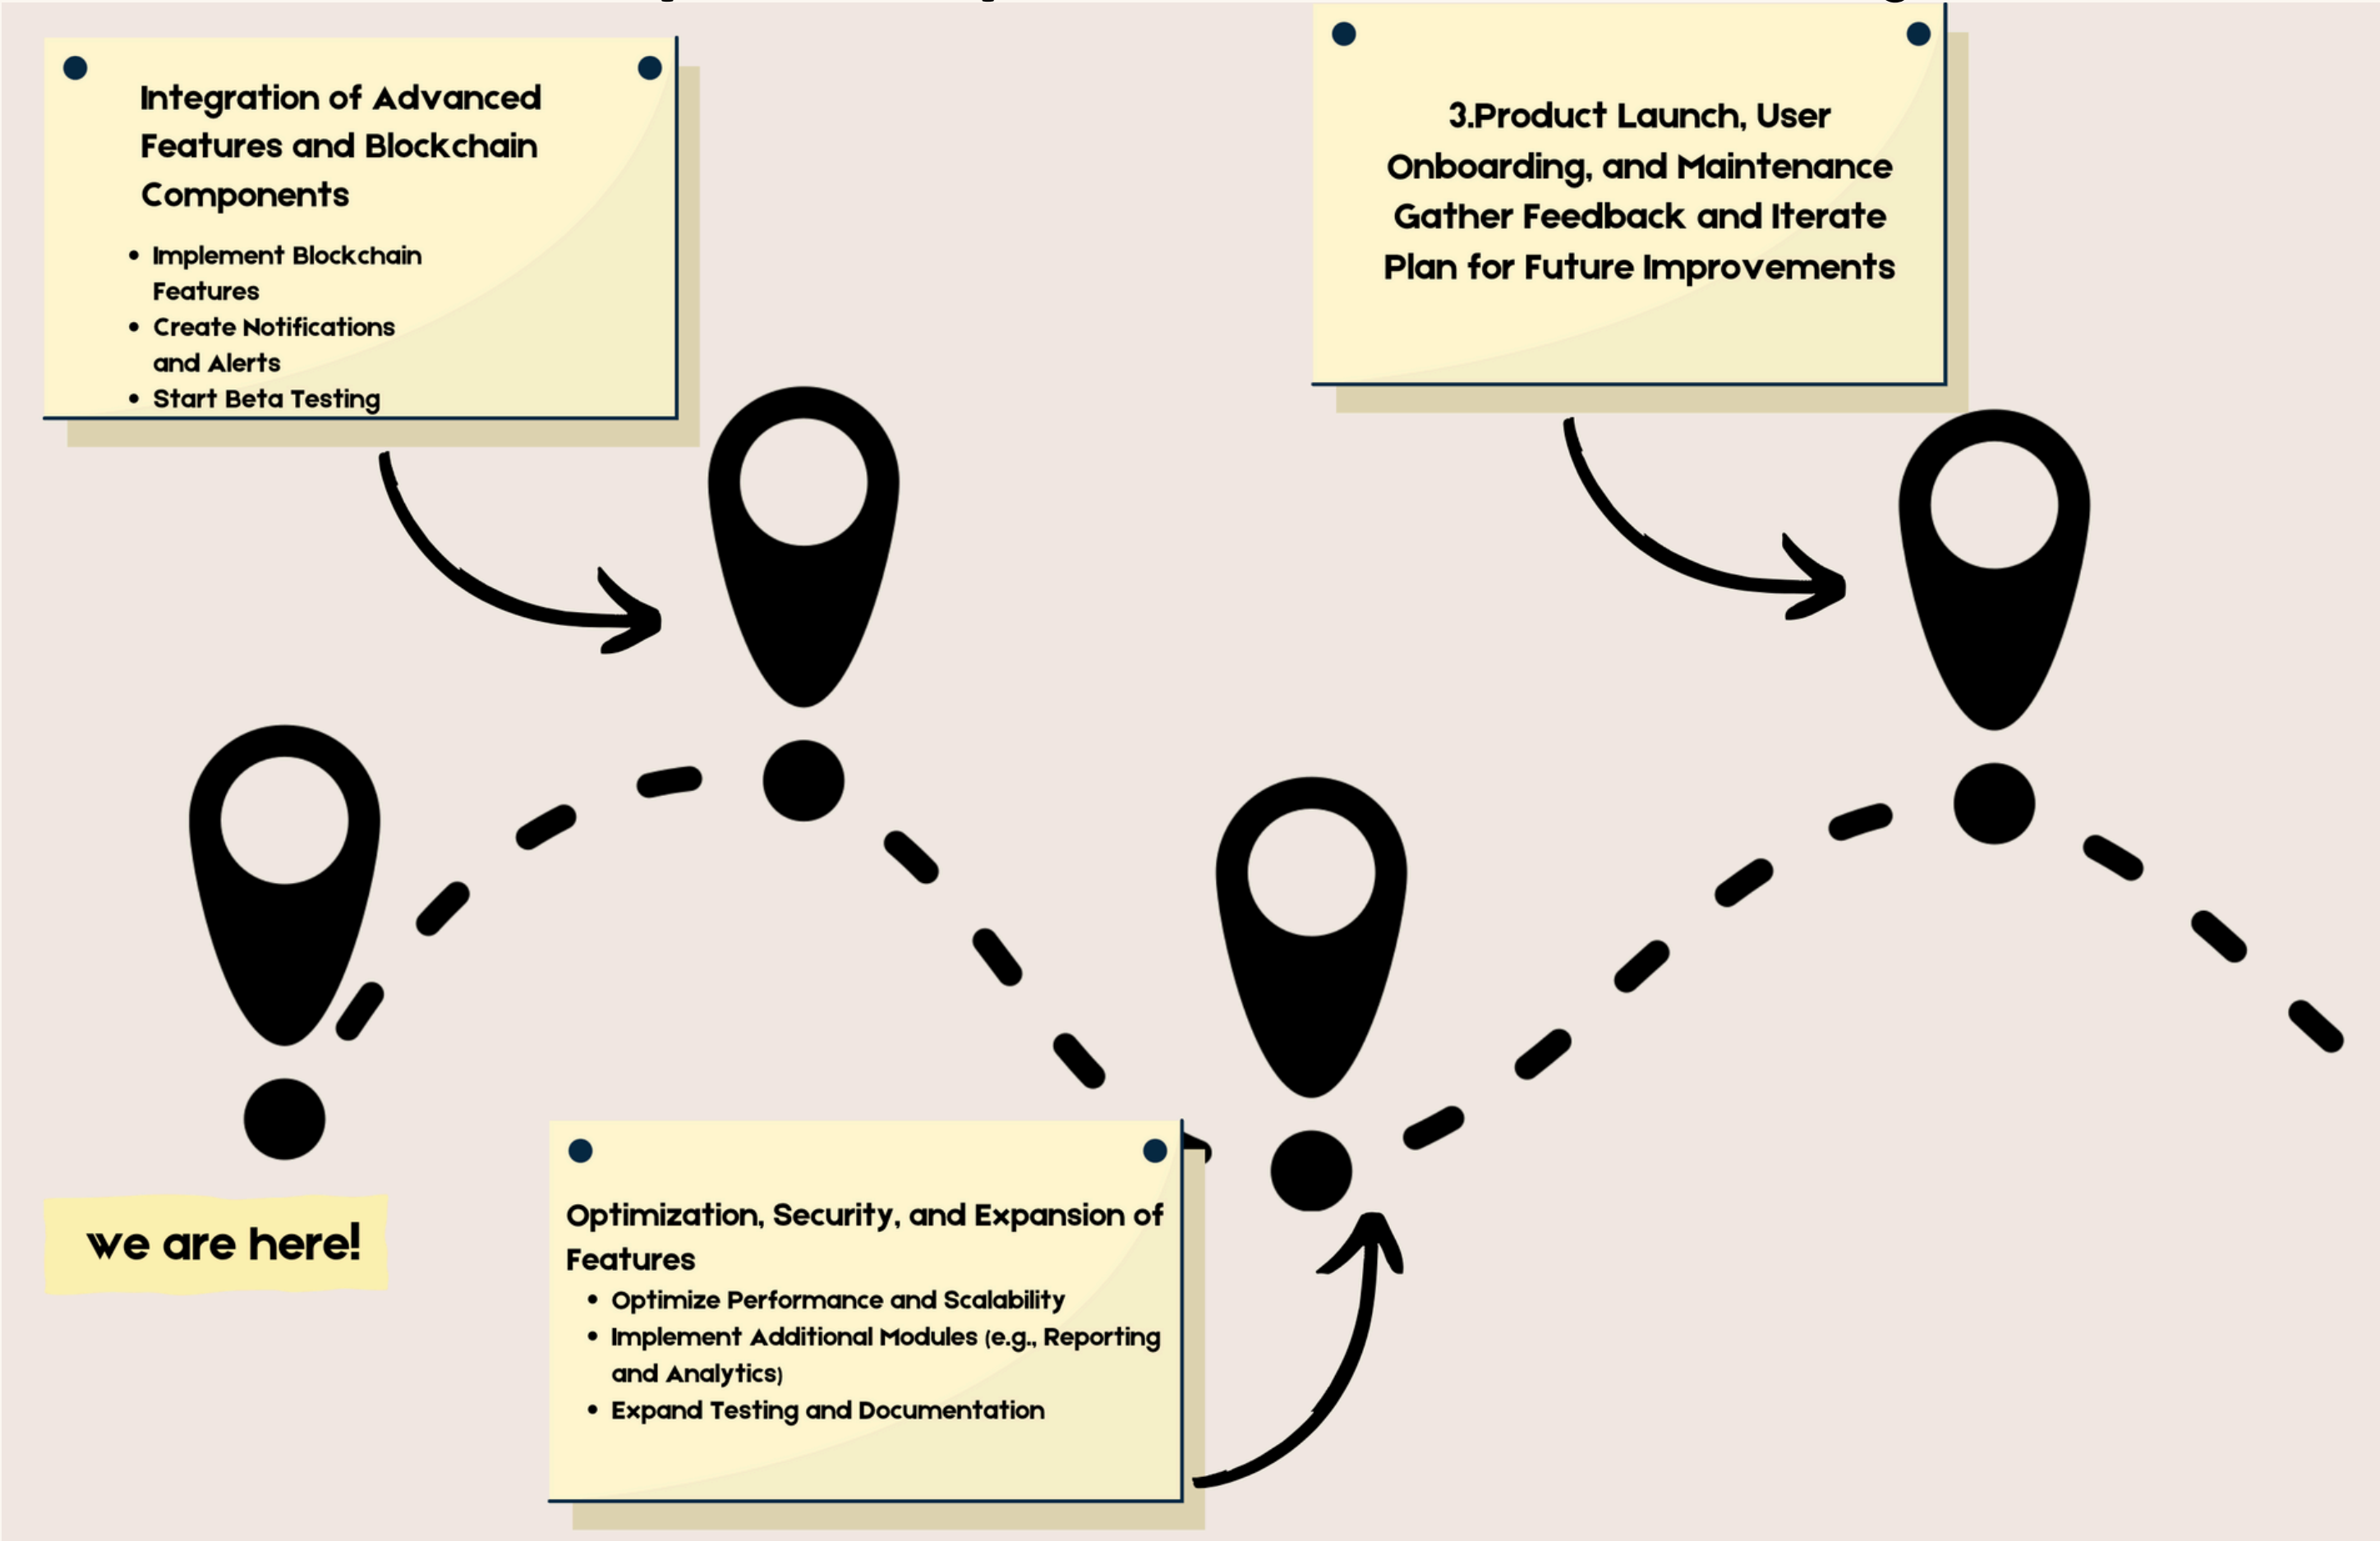 Integration of Advanced
Features and Blockchain
Components
• Implement Blockchain
Features
• Create Notifications
and Alerts
• Start Beta Testing
3.Product Launch, User
Onboarding, and Maintenance
Gather Feedback and Iterate
Plan for Future Improvements
we are here!
Optimization, Security, and Expansion of
Features
• Optimize Performance and Scalability
• Implement Additional Modules (e.g., Reporting
and Analytics)
• Expand Testing and Documentation